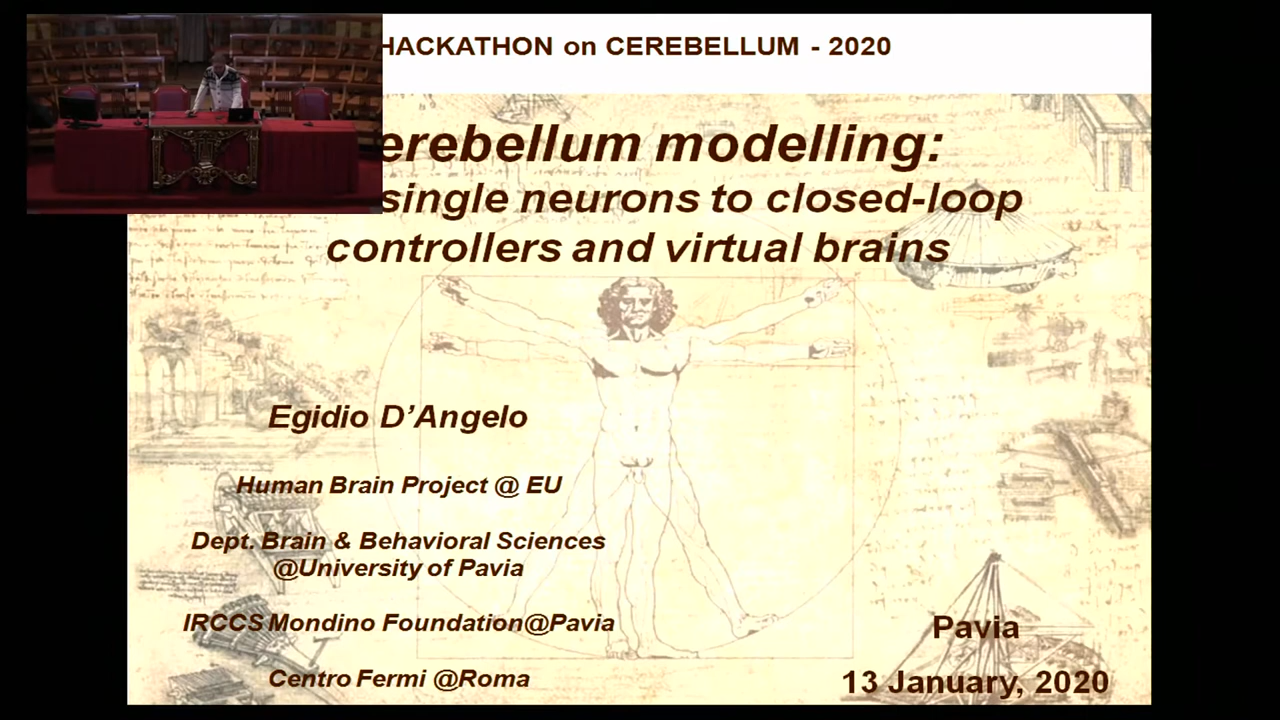 HACKATHON on CEREBELLUM - 2020
erebellum modelling:
single neurons to closed-loop
controllers and virtual brains
Egidio D'Angelo
Human Brain Project @ EU
Dept. Brain & Behavioral Sciences
@University of Pavia
IRCCS Mondino Foundation@Pavia
Centro Fermi @Roma
Pavia
13 January, 2020